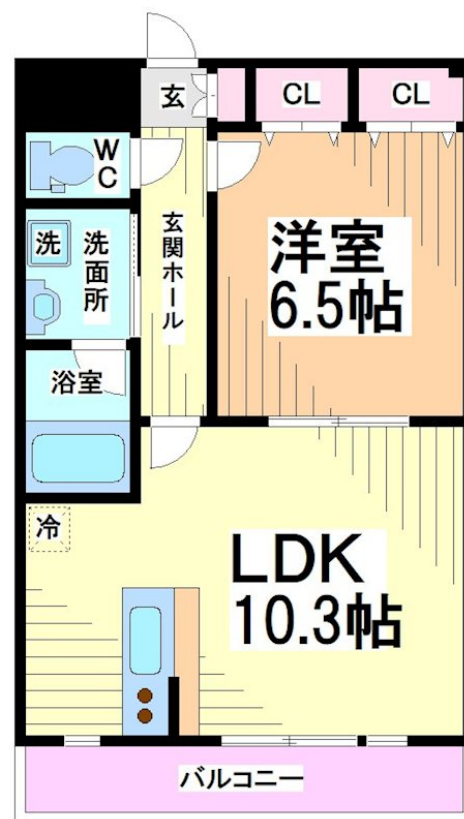 玄
CL
CL
WC
洗
洗面所
玄関ホール
洋室
6.5帖
浴室
冷
LDK
10.3帖
バルコニー